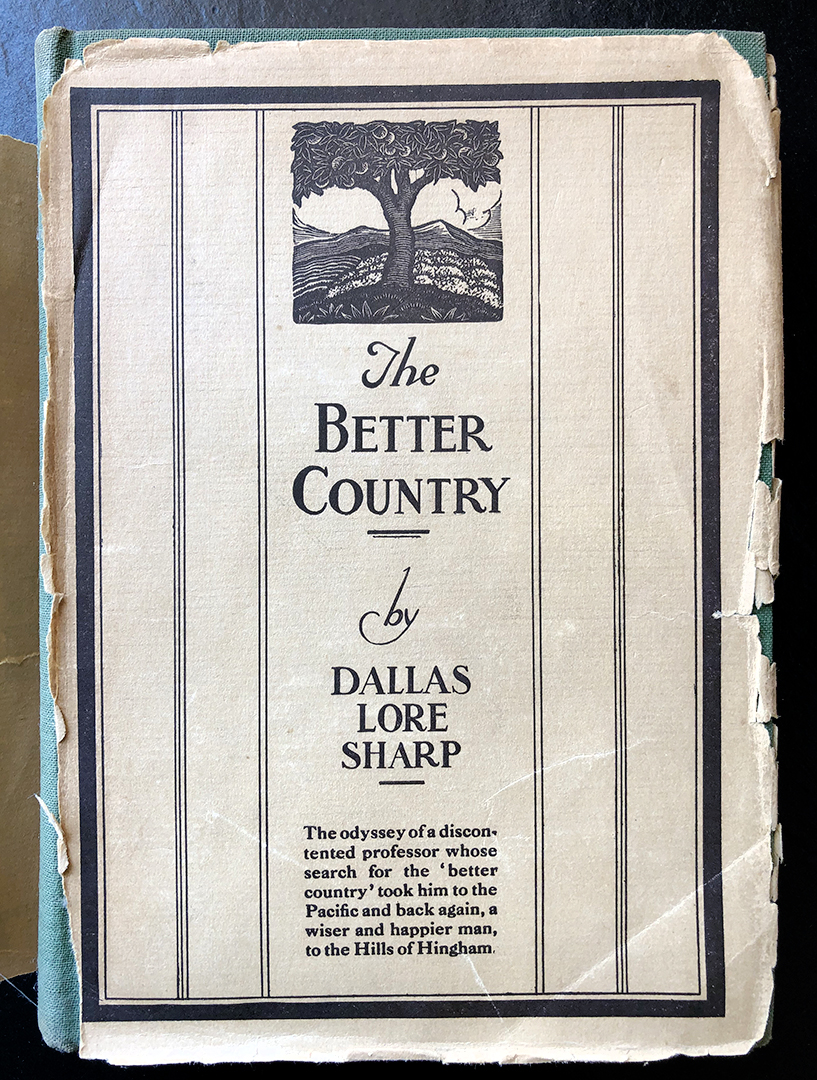 The
BETTER
COUNTRY
by
DALLAS
LORE
SHARP
The odyssey of a discon-
tented professor whose
search for the ‘better
country’ took him to the
Pacific and back again, a
wiser and happier man,
to the Hills of Hingham.